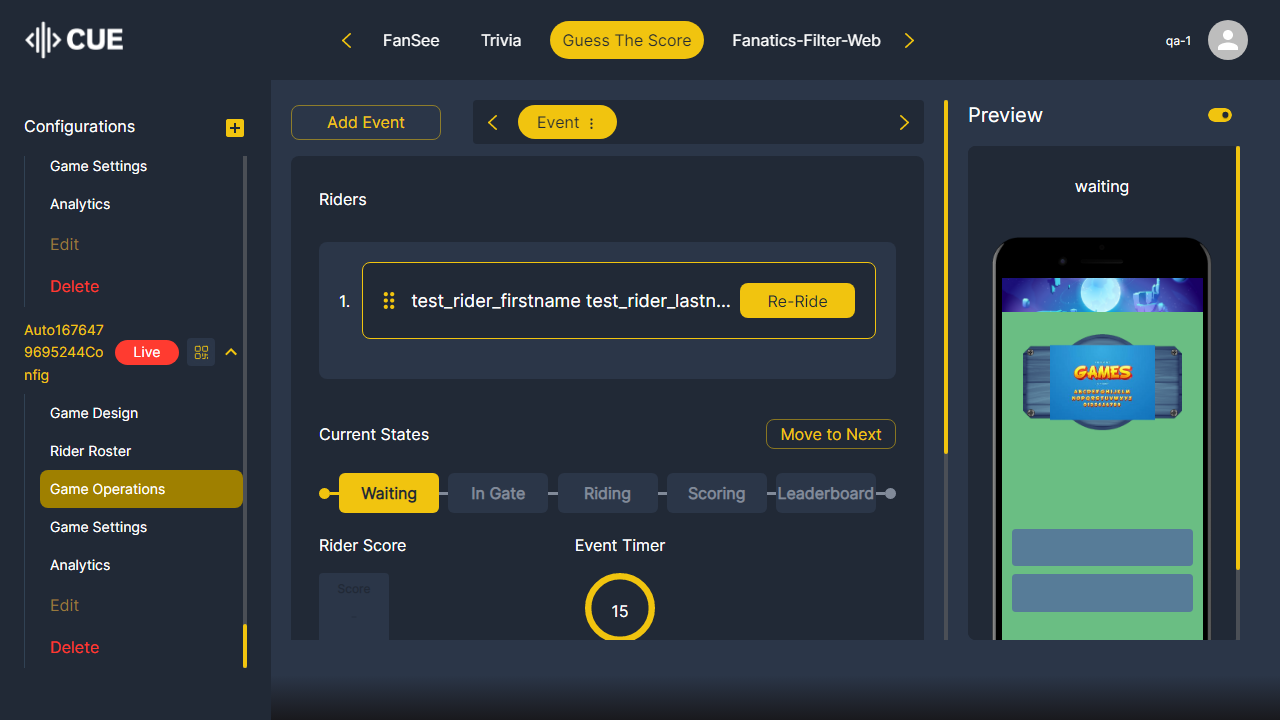 CUE
FanSee
Trivia
Guess The Score
Fanatics-Filter-Web
qa-1
Configurations
Game Settings
Analytics
Edit
Delete
Auto167647
9695244Co
nfig
Live
Game Design
Rider Roster
Game Operations
Game Settings
Analytics
Edit
Delete
Add Event
Event
Riders
1.
test_rider_firstname test_rider_lastn...
Re-Ride
Current States
Move to Next
Waiting
In Gate
Riding
Scoring
Leaderboard
Rider Score
Event Timer
Score
-
15
Preview
waiting
GAMES